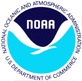 NATIONAL OCEANIC AND ATMOSPHERIC ADMINISTRATION
NOAA
U.S. DEPARTMENT OF COMMERCE